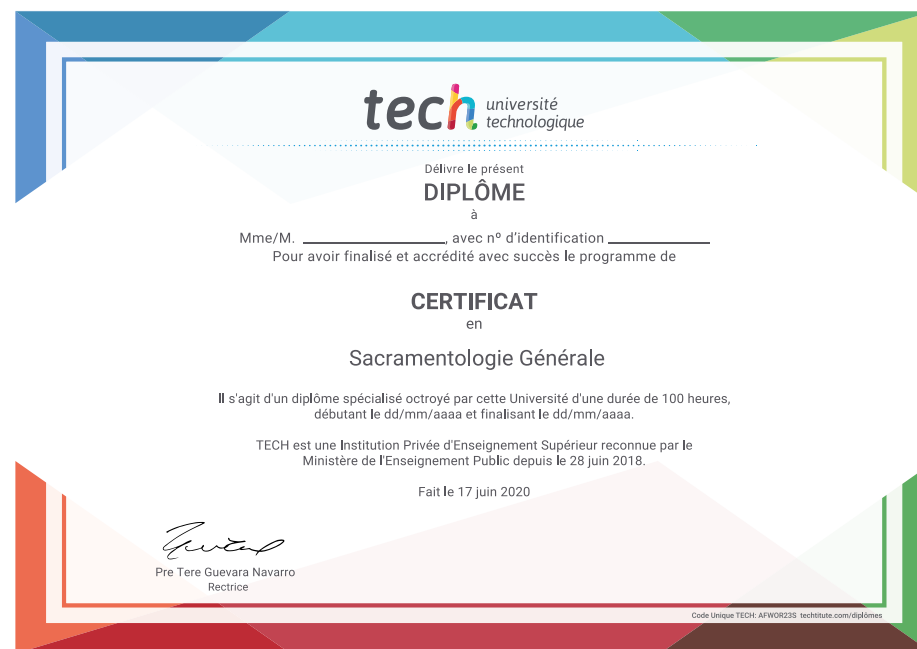 tech université
technologique
Délivre le présent
DIPLÔME
à
Mme/M. ____________________, avec nº d'identification ______________
Pour avoir finalisé et accrédité avec succès le programme de
CERTIFICAT
en
Sacramentologie Générale
Il s'agit d'un diplôme spécialisé octroyé par cette Université d'une durée de 100 heures,
débutant le dd/mm/aaaa et finalisant le dd/mm/aaaa.
TECH est une Institution Privée d'Enseignement Supérieur reconnue par le
Ministère de l'Enseignement Public depuis le 28 juin 2018.
Fait le 17 juin 2020
Pre Tere Guevara Navarro
Rectrice
Code Unique TECH: AFWOR23S techtitute.com/diplômes